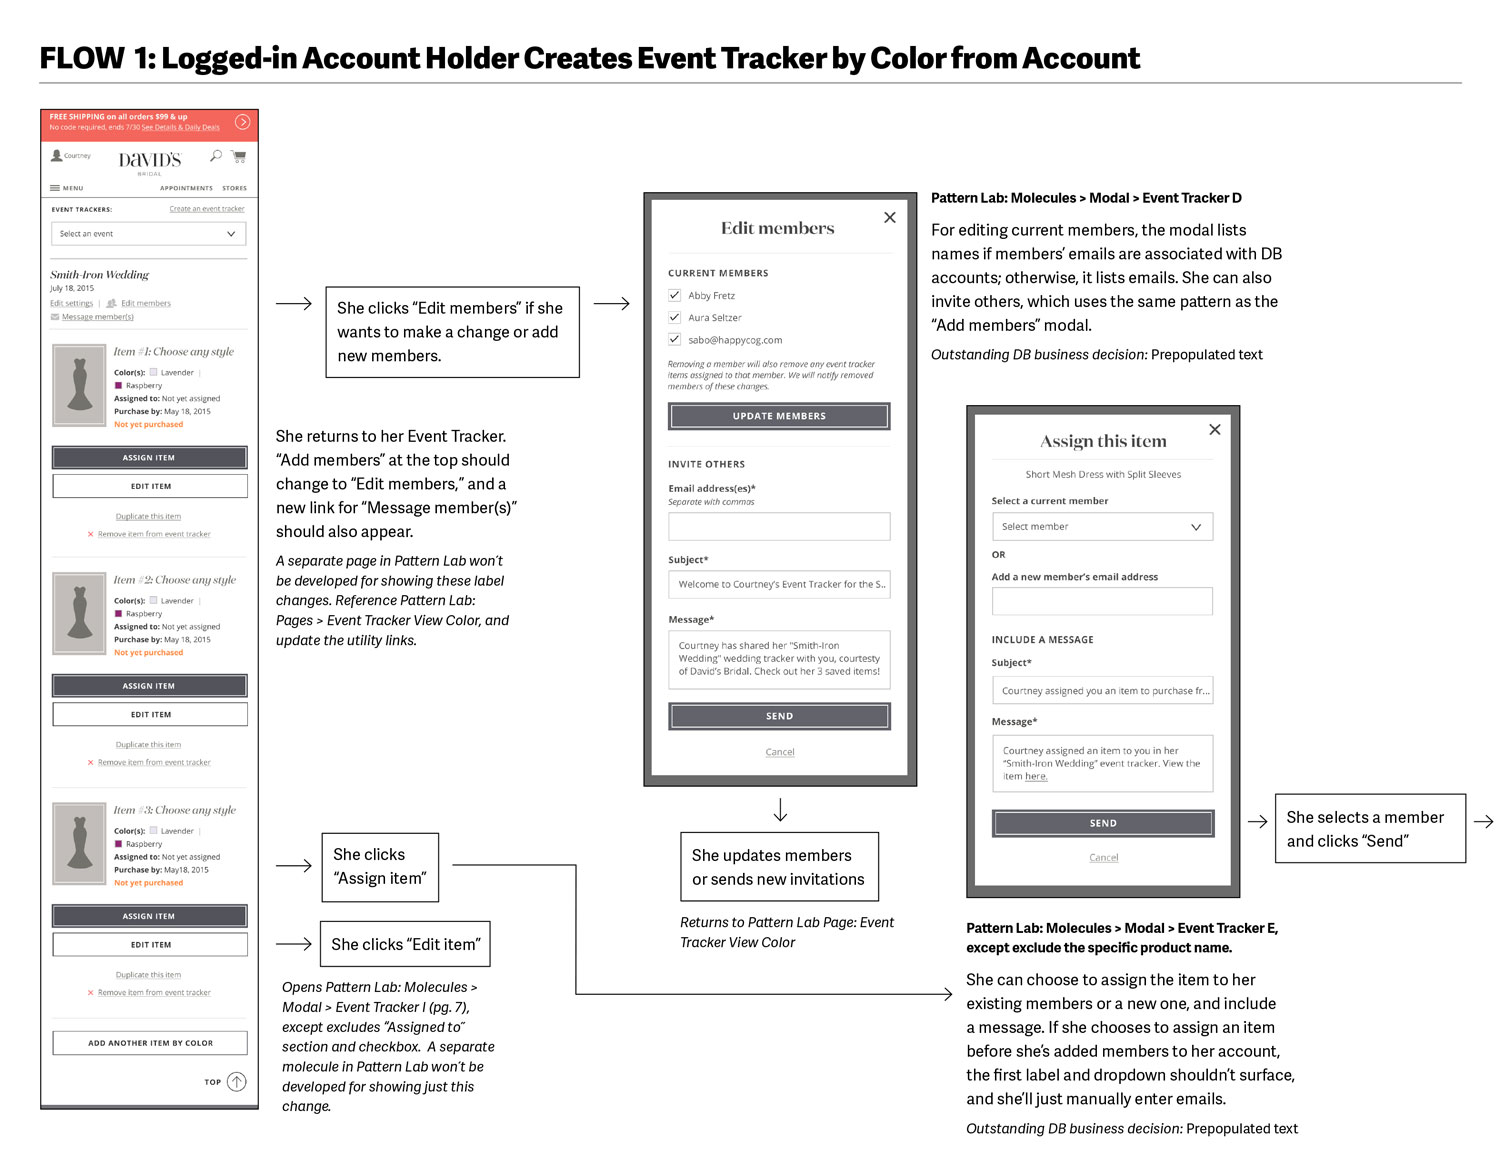 FLOW 1: Logged-in Account Holder Creates Event Tracker by Color from Account
FREE SHIPPING on all orders $99 & up
No code required, ends 7/30 See Details & Daily Deals
Courtney
DAVID'S
BRIDAL
MENU
APPOINTMENTS STORES
EVENT TRACKERS:
Create an event tracker
Select an event
Smith-Iron Wedding
July 18, 2015
Edit settings | Edit members
Message member(s)
Item #1: Choose any style
Color(s): Lavender |
Raspberry
Assigned to: Not yet assigned
Purchase by: May 18, 2015
Not yet purchased
ASSIGN ITEM
EDIT ITEM
Duplicate this item
× Remove item from event tracker
Item #2: Choose any style
Color(s): Lavender |
Raspberry
Assigned to: Not yet assigned
Purchase by: May 18, 2015
Not yet purchased
ASSIGN ITEM
EDIT ITEM
Duplicate this item
× Remove item from event tracker
Item #3: Choose any style
Color(s): Lavender |
Raspberry
Assigned to: Not yet assigned
Purchase by: May18, 2015
Not yet purchased
ASSIGN ITEM
EDIT ITEM
Duplicate this item
× Remove item from event tracker
ADD ANOTHER ITEM BY COLOR
TOP
She clicks “Edit members” if she
wants to make a change or add
new members.
She returns to her Event Tracker.
“Add members” at the top should
change to “Edit members,” and a
new link for “Message member(s)”
should also appear.
A separate page in Pattern Lab won’t
be developed for showing these label
changes. Reference Pattern Lab:
Pages > Event Tracker View Color, and
update the utility links.
She clicks
“Assign item”
She clicks “Edit item”
Opens Pattern Lab: Molecules >
Modal > Event Tracker I (pg. 7),
except excludes “Assigned to”
section and checkbox. A separate
molecule in Pattern Lab won’t be
developed for showing just this
change.
Edit members
CURRENT MEMBERS
Abby Fretz
Aura Seltzer
sabo@happycog.com
Removing a member will also remove any event tracker
items assigned to that member. We will notify removed
members of these changes.
UPDATE MEMBERS
INVITE OTHERS
Email address(es)*
Separate with commas
Subject*
Welcome to Courtney’s Event Tracker for the S..
Message*
Courtney has shared her "Smith-Iron
Wedding" wedding tracker with you, courtesty
of David’s Bridal. Check out her 3 saved items!
SEND
Cancel
She updates members
or sends new invitations
Returns to Pattern Lab Page: Event
Tracker View Color
Pattern Lab: Molecules > Modal > Event Tracker D
For editing current members, the modal lists
names if members’ emails are associated with DB
accounts; otherwise, it lists emails. She can also
invite others, which uses the same pattern as the
“Add members” modal.
Outstanding DB business decision: Prepopulated text
Assign this item
Short Mesh Dress with Split Sleeves
Select a current member
Select member
OR
Add a new member’s email address
INCLUDE A MESSAGE
Subject*
Courtney assigned you an item to purchase fr...
Message*
Courtney assigned an item to you in her
“Smith-Iron Wedding” event tracker. View the
item here.
SEND
Cancel
She selects a member
and clicks “Send”
Pattern Lab: Molecules > Modal > Event Tracker E,
except exclude the specific product name.
She can choose to assign the item to her
existing members or a new one, and include
a message. If she chooses to assign an item
before she’s added members to her account,
the first label and dropdown shouldn’t surface,
and she’ll just manually enter emails.
Outstanding DB business decision: Prepopulated text